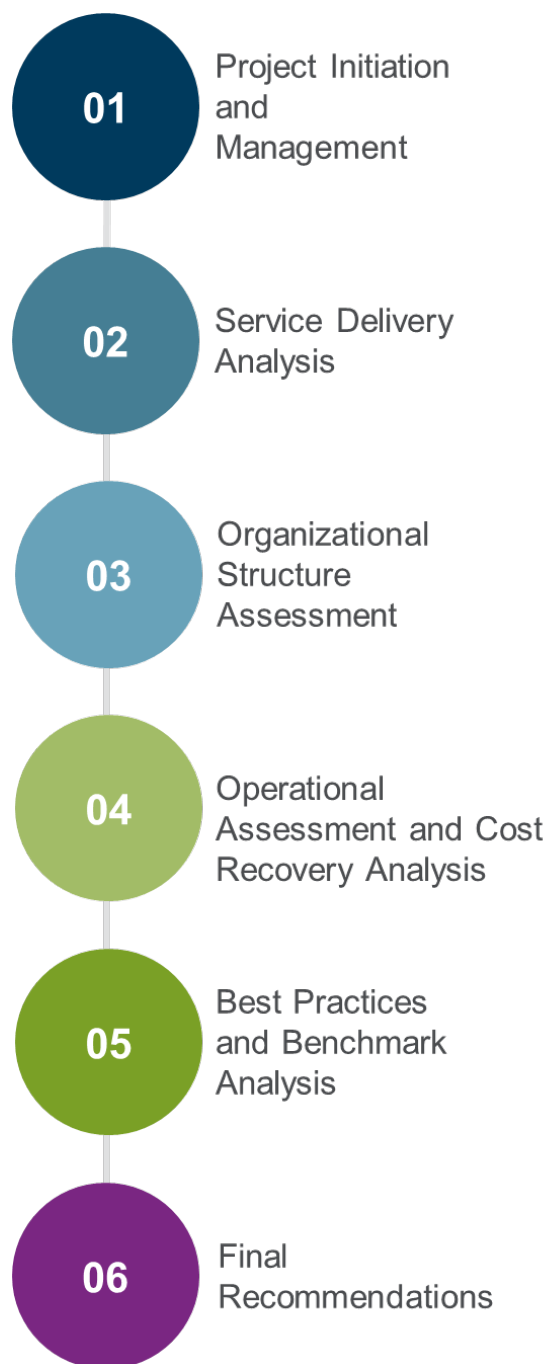 01
Project Initiation
and
Management
02
Service Delivery
Analysis
03
Organizational
Structure
Assessment
04
Operational
Assessment and Cost
Recovery Analysis
05
Best Practices
and Benchmark
Analysis
06
Final
Recommendations